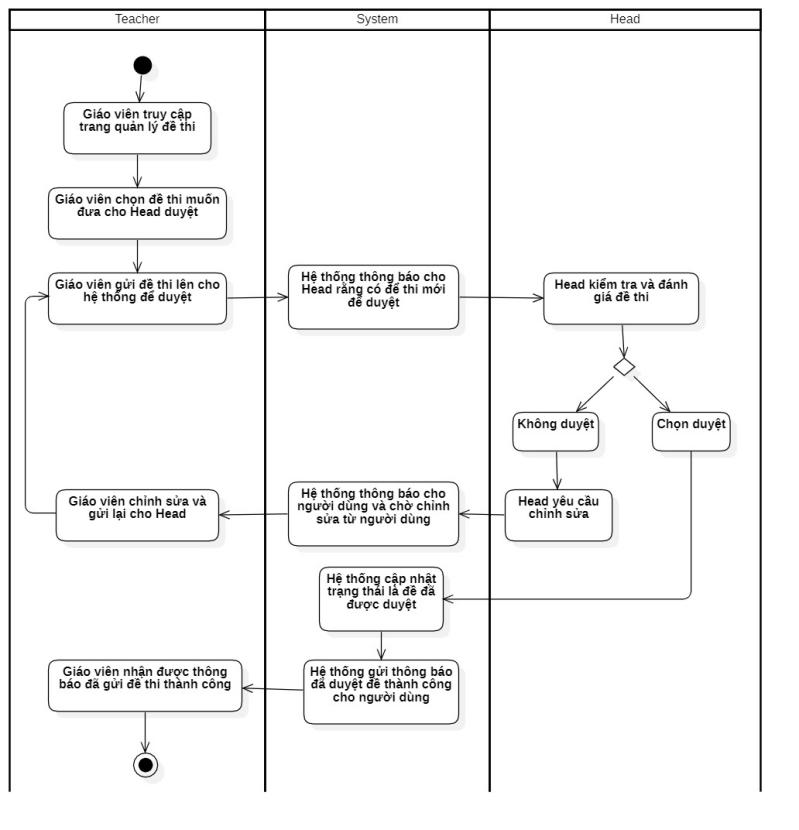 Teacher
System
Head
Giáo viên truy cập
trang quản lý đề thi
Giáo viên chọn đề thi muốn
đưa cho Head duyệt
Giáo viên gửi đề thi lên cho
hệ thống để duyệt
Hệ thống thông báo cho
Head rằng có đề thi mới
để duyệt
Head kiểm tra và đánh
giá đề thi
Không duyệt
Chọn duyệt
Head yêu cầu
chỉnh sửa
Hệ thống thông báo cho
người dùng và chờ chỉnh
sửa từ người dùng
Giáo viên chỉnh sửa và
gửi lại cho Head
Hệ thống cập nhật
trạng thái là đề đã
được duyệt
Hệ thống gửi thông báo
đã duyệt đề thành công
cho người dùng
Giáo viên nhận được thông
báo đã gửi đề thi thành công